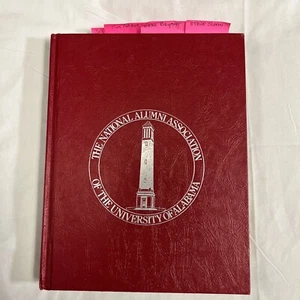 THE NATIONAL ALUMNI ASSOCIATION
OF THE UNIVERSITY OF ALABAMA